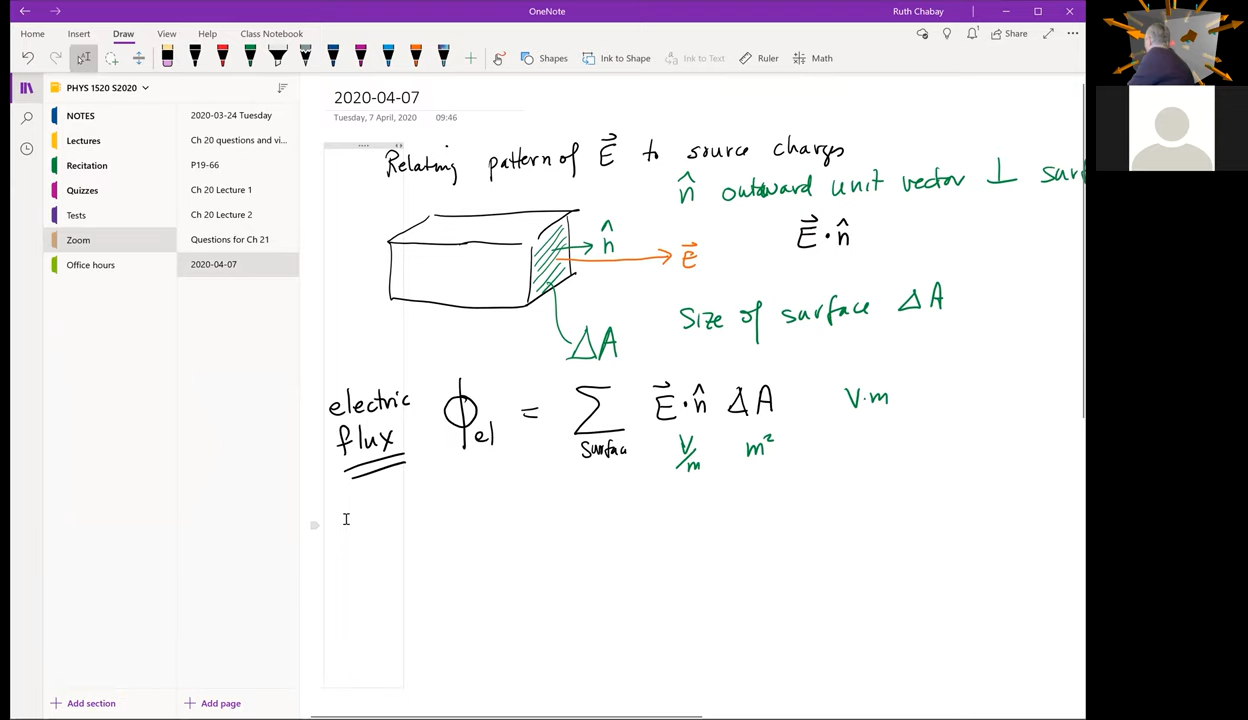 OneNote
Ruth Chabay
Home Insert Draw View Help Class Notebook
Share
Shapes Ink to Shape Ink to Text Ruler Math
PHYS 1520 S2020
NOTES
Lectures
Recitation
Quizzes
Tests
Zoom
Office hours
Add section
2020-03-24 Tuesday
Ch 20 questions and vi...
P19-66
Ch 20 Lecture 1
Ch 20 Lecture 2
Questions for Ch 21
2020-04-07
Add page
2020-04-07
Tuesday, 7 April, 2020 09:46
Relating pattern of E⃗ to source charges
n̂ outward unit vector ⊥ surf
E⃗ · n̂
n̂
E⃗
Size of surface ΔA
ΔA
electric flux Φel = Σ E⃗ · n̂ ΔA V·m
Surface V/m m²